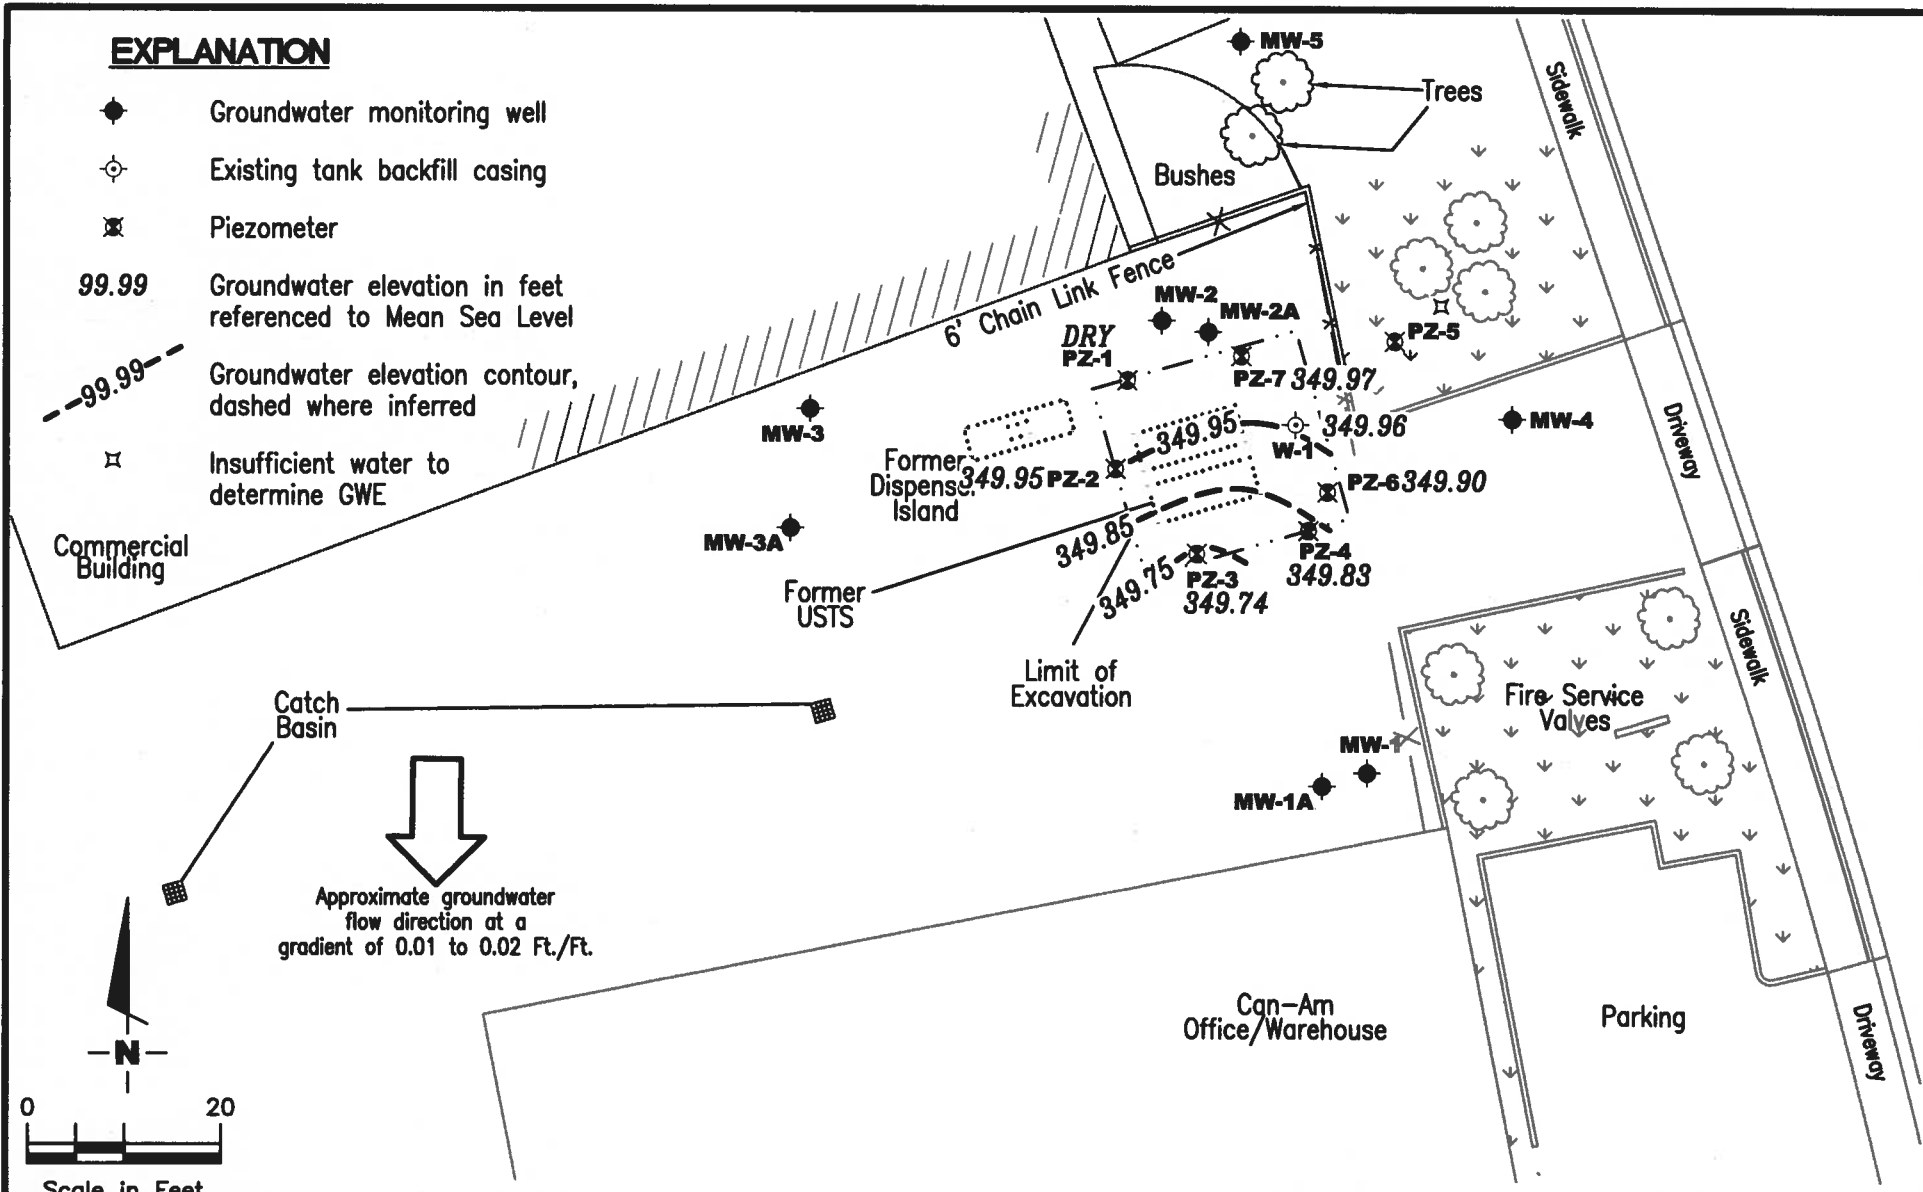 EXPLANATION
Groundwater monitoring well
Existing tank backfill casing
Piezometer
99.99
Groundwater elevation in feet
referenced to Mean Sea Level
99.99
Groundwater elevation contour,
dashed where inferred
Insufficient water to
determine GWE
Commercial
Building
MW-5
Trees
Bushes
Sidewalk
6' Chain Link Fence
MW-2
MW-2A
DRY
PZ-1
PZ-7 349.97
PZ-5
MW-3
349.95
349.96
W-1
MW-4
Driveway
Former
Dispenser
Island
349.95 PZ-2
PZ-6 349.90
MW-3A
349.85
PZ-4
349.83
349.75
PZ-3
349.74
Former
USTS
Limit of
Excavation
Sidewalk
Catch
Basin
Fire Service
Valves
MW-1
MW-1A
Approximate groundwater
flow direction at a
gradient of 0.01 to 0.02 Ft./Ft.
Can-Am
Office/Warehouse
Parking
Driveway
N
0 20
Scale in Feet